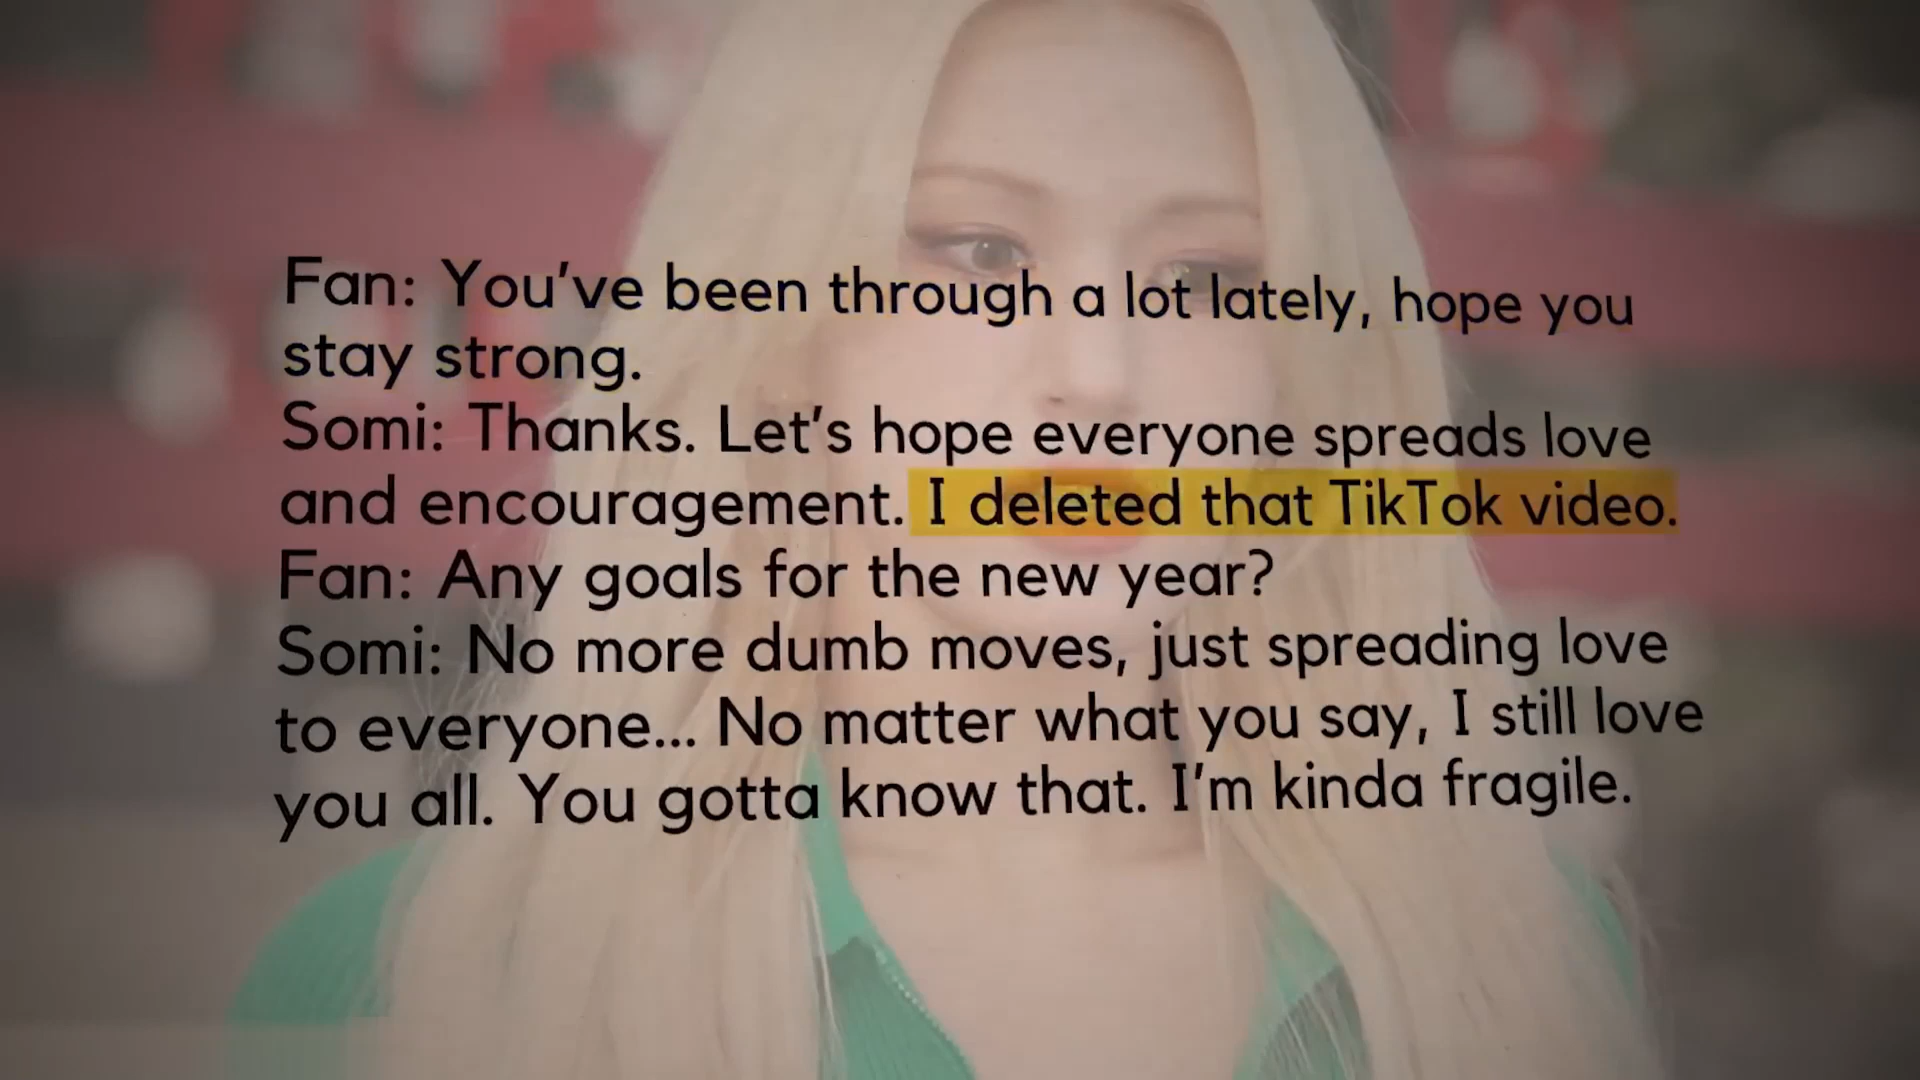 Fan: You've been through a lot lately, hope you
stay strong.
Somi: Thanks. Let's hope everyone spreads love
and encouragement. I deleted that TikTok video.
Fan: Any goals for the new year?
Somi: No more dumb moves, just spreading love
to everyone... No matter what you say, I still love
you all. You gotta know that. I'm kinda fragile.